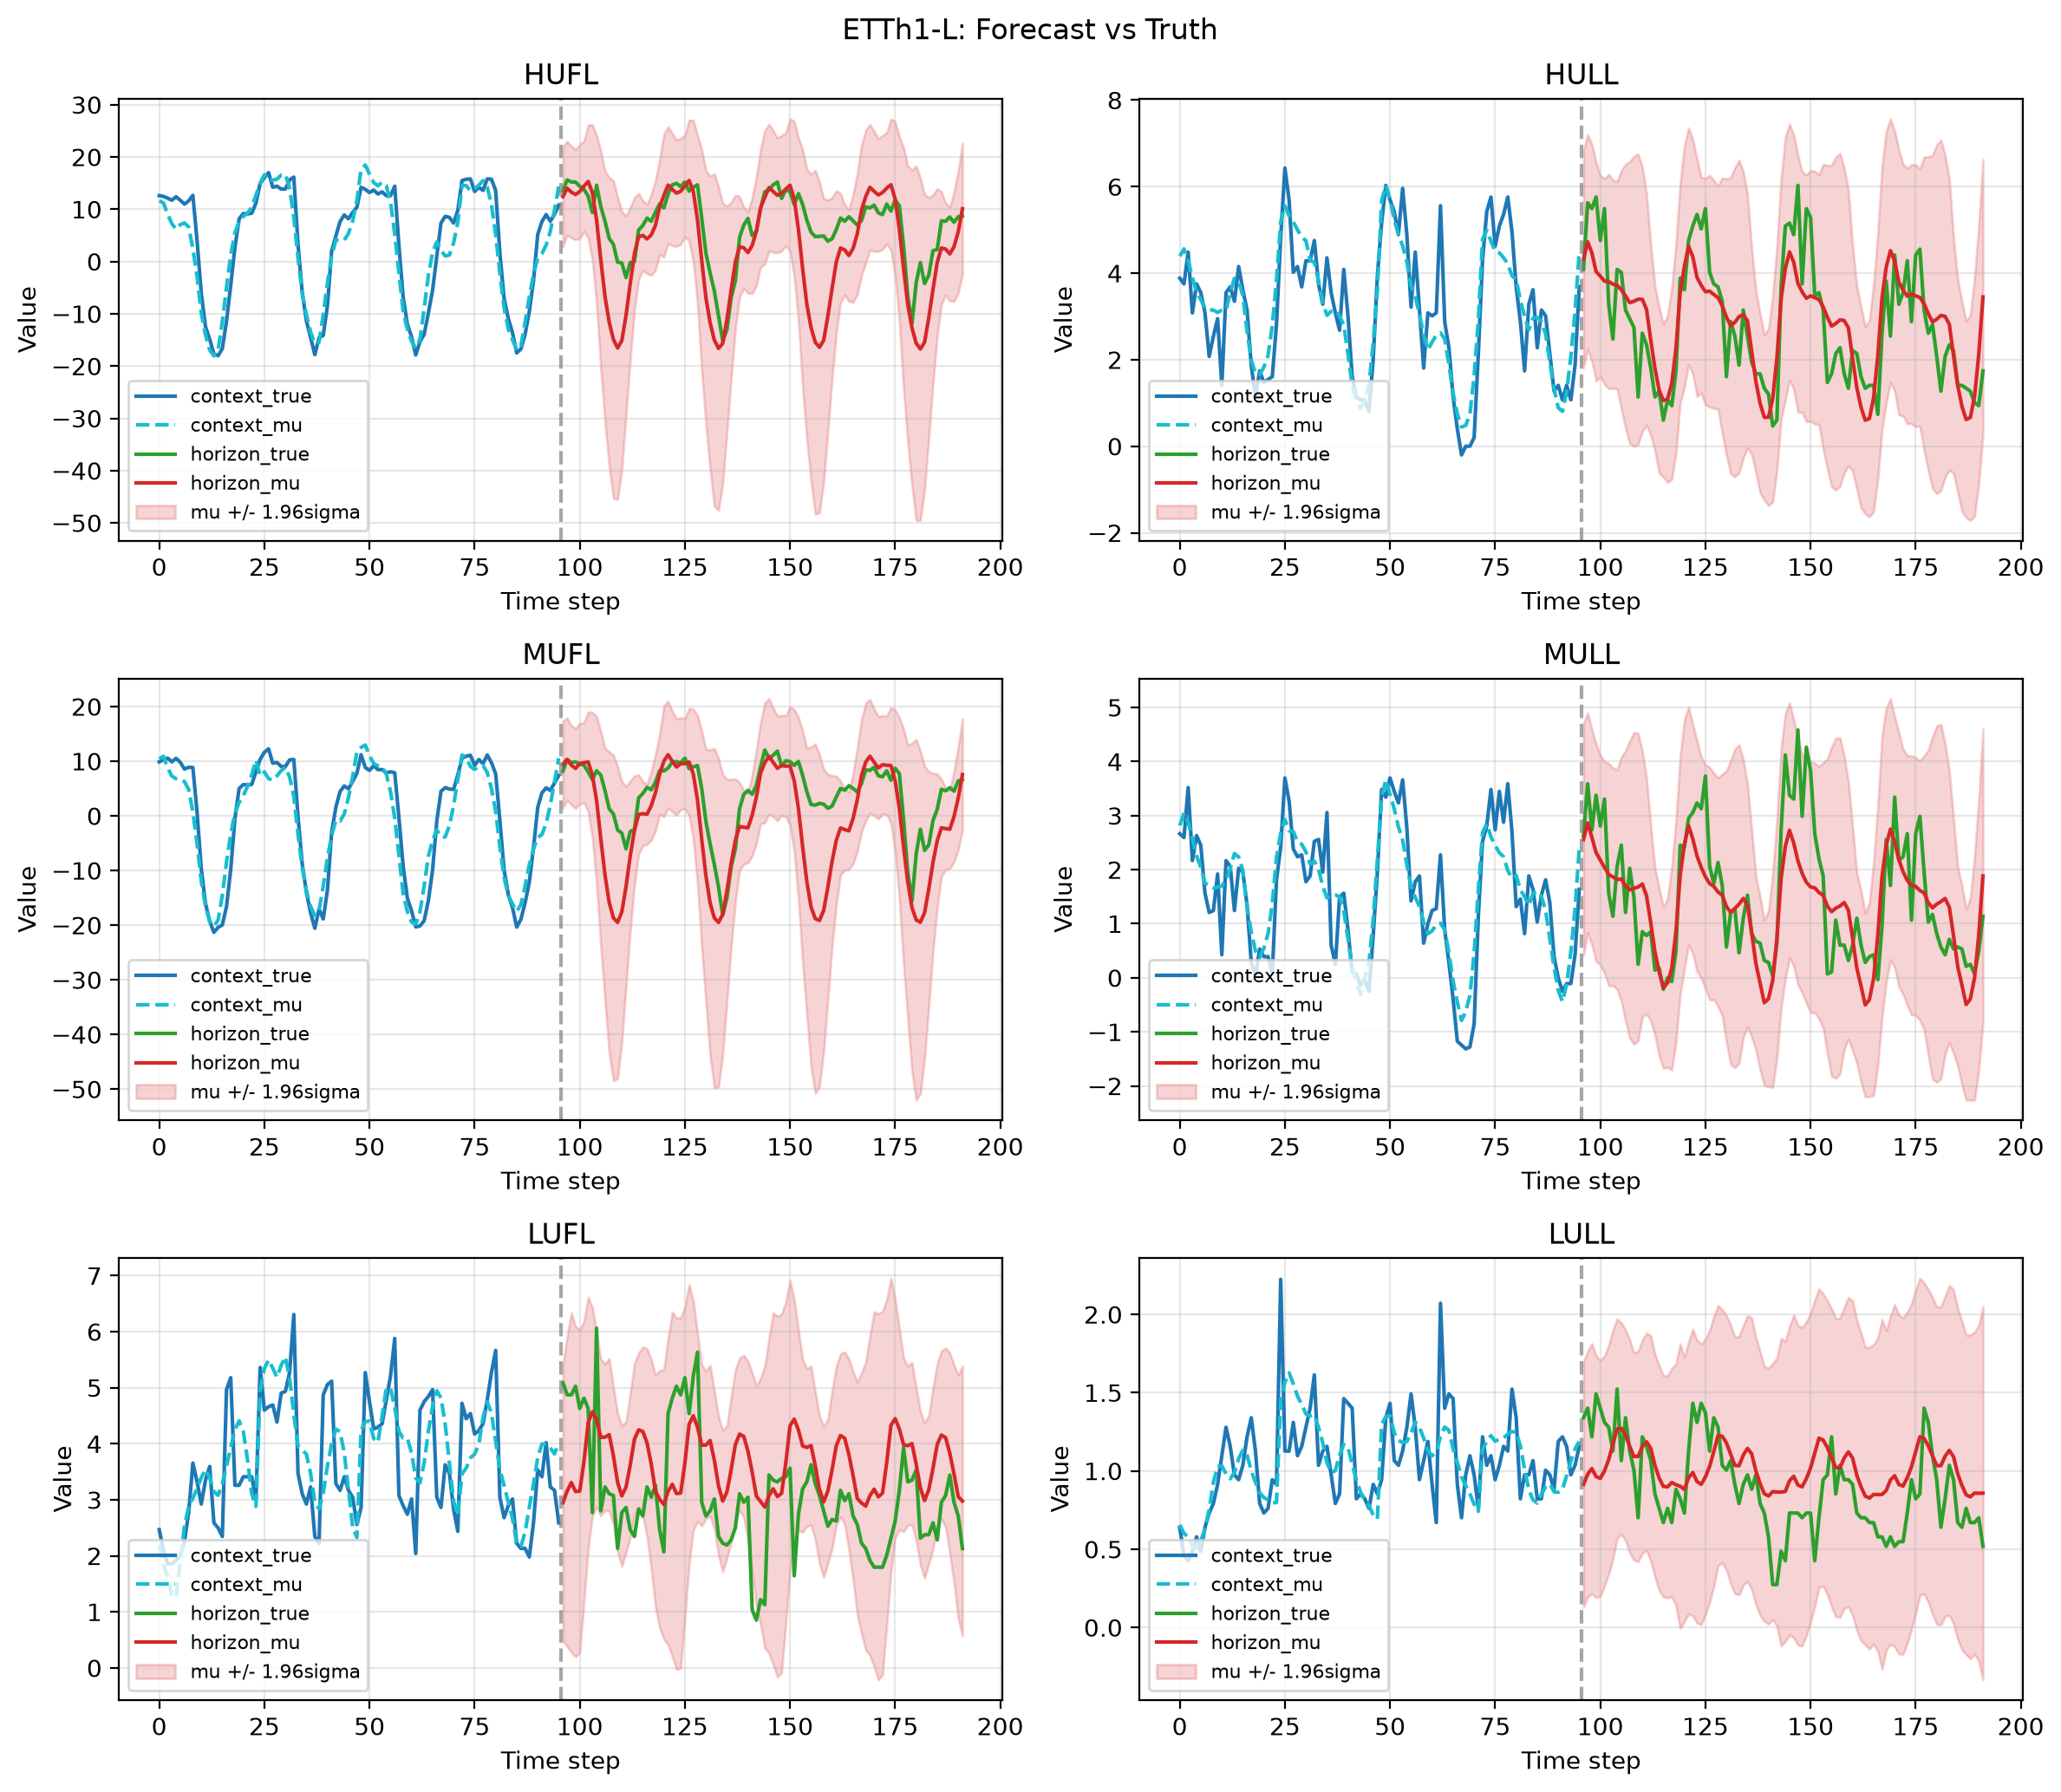 ETTh1-L: Forecast vs Truth
HUFL
30
20
10
0
−10
−20
−30
−40
−50
Value
context_true
context_mu
horizon_true
horizon_mu
mu +/- 1.96sigma
0 25 50 75 100 125 150 175 200
Time step
HULL
8
6
4
2
0
−2
Value
context_true
context_mu
horizon_true
horizon_mu
mu +/- 1.96sigma
0 25 50 75 100 125 150 175 200
Time step
MUFL
20
10
0
−10
−20
−30
−40
−50
Value
context_true
context_mu
horizon_true
horizon_mu
mu +/- 1.96sigma
0 25 50 75 100 125 150 175 200
Time step
MULL
5
4
3
2
1
0
−1
−2
Value
context_true
context_mu
horizon_true
horizon_mu
mu +/- 1.96sigma
0 25 50 75 100 125 150 175 200
Time step
LUFL
7
6
5
4
3
2
1
0
Value
context_true
context_mu
horizon_true
horizon_mu
mu +/- 1.96sigma
0 25 50 75 100 125 150 175 200
Time step
LULL
2.0
1.5
1.0
0.5
0.0
Value
context_true
context_mu
horizon_true
horizon_mu
mu +/- 1.96sigma
0 25 50 75 100 125 150 175 200
Time step